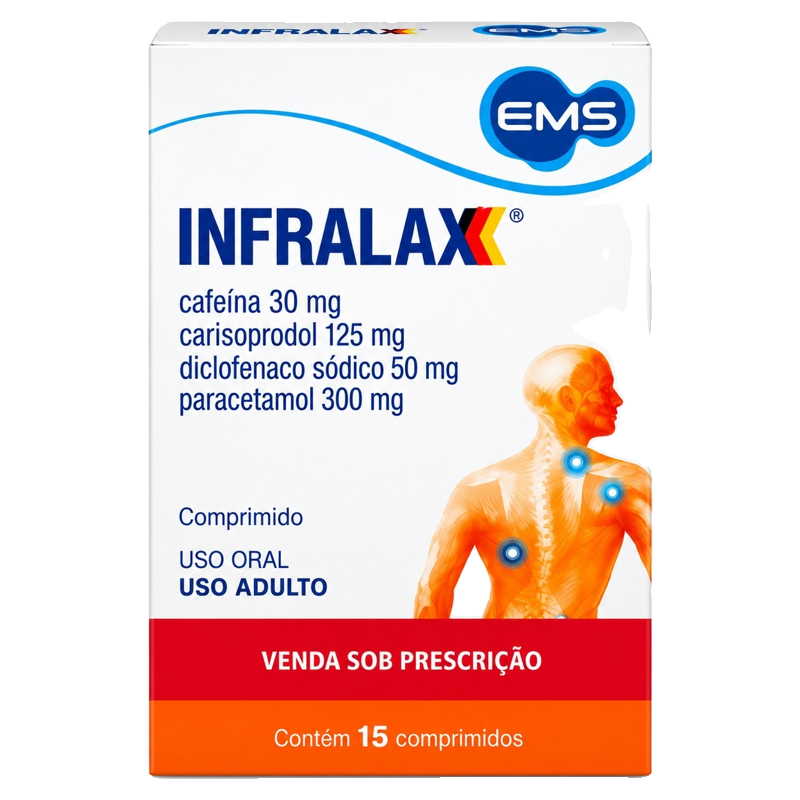 INFRALAX
EMS
EMS
INFRALAX®
cafeína 30 mg
carisoprodol 125 mg
diclofenaco sódico 50 mg
paracetamol 300 mg
Comprimido
USO ORAL
USO ADULTO
VENDA SOB PRESCRIÇÃO
Contém 15 comprimidos